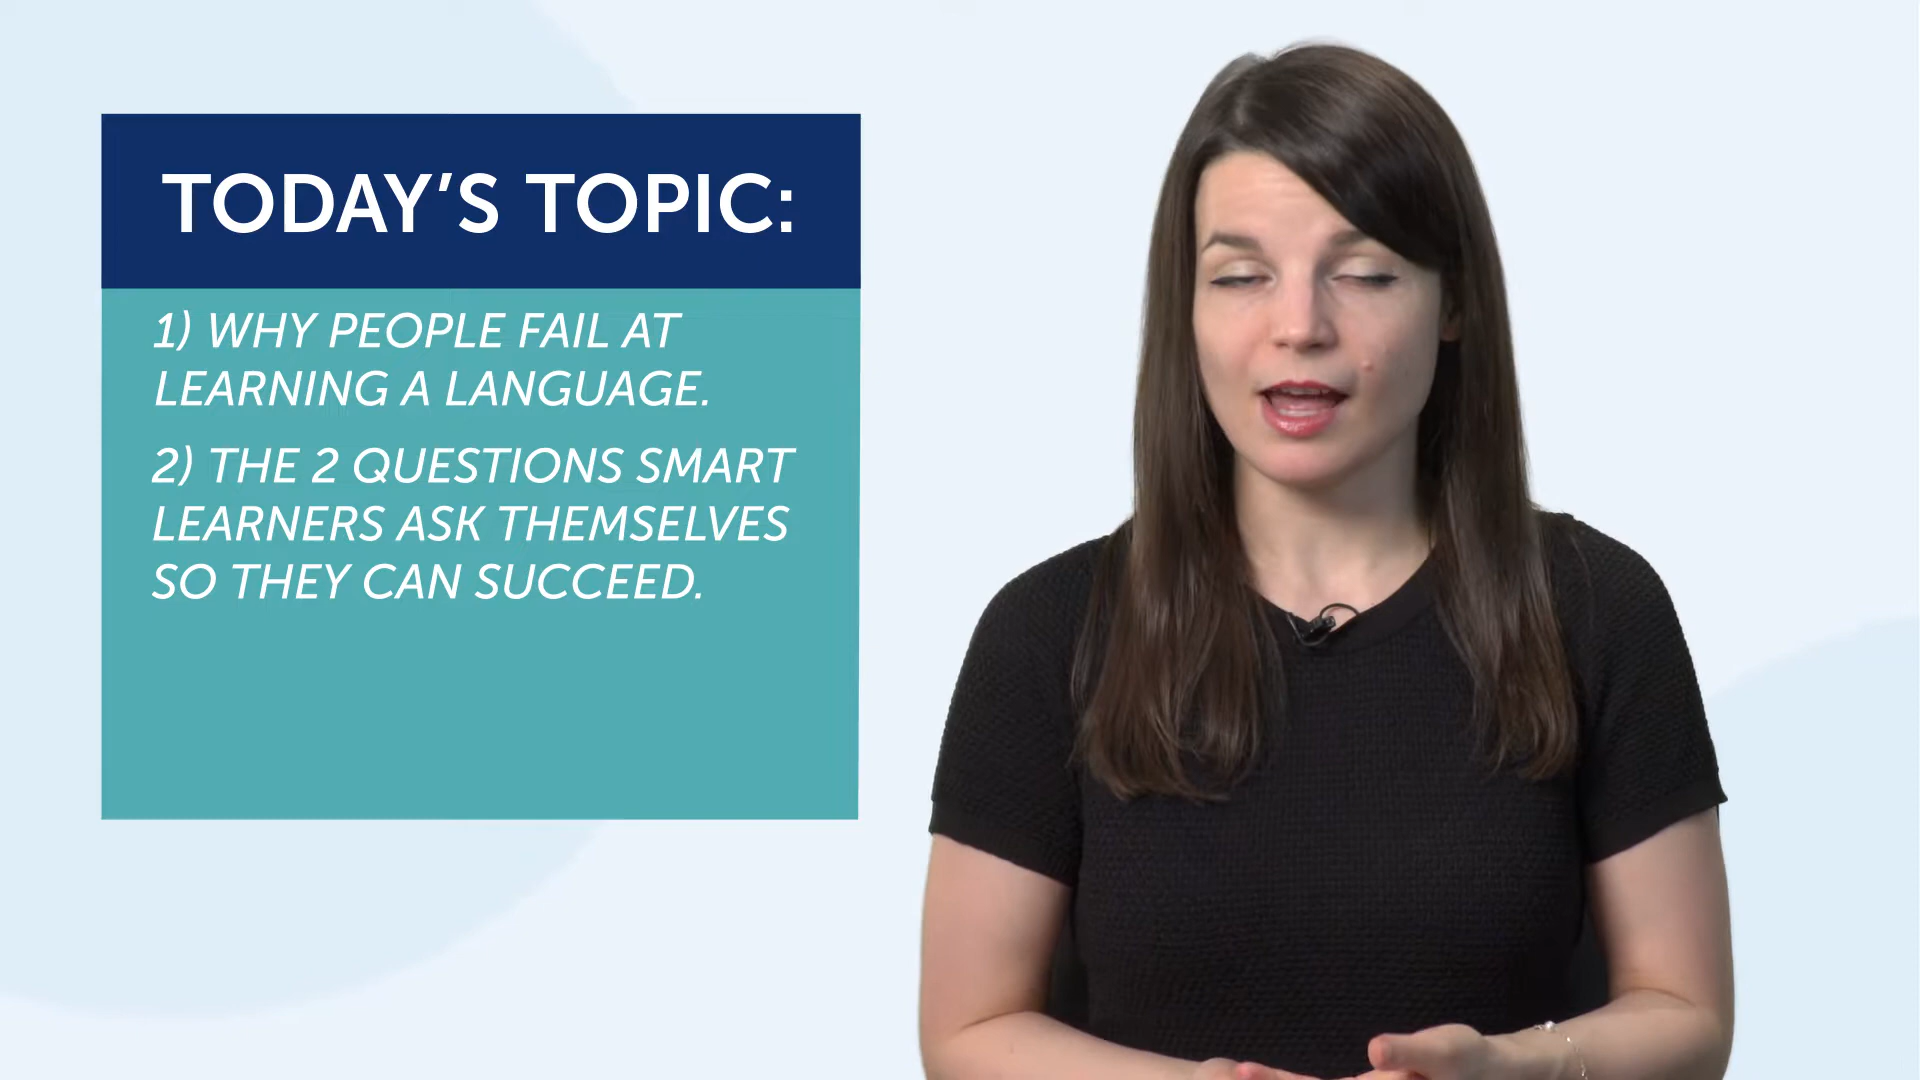 TODAY'S TOPIC:
1) WHY PEOPLE FAIL AT
LEARNING A LANGUAGE.
2) THE 2 QUESTIONS SMART
LEARNERS ASK THEMSELVES
SO THEY CAN SUCCEED.